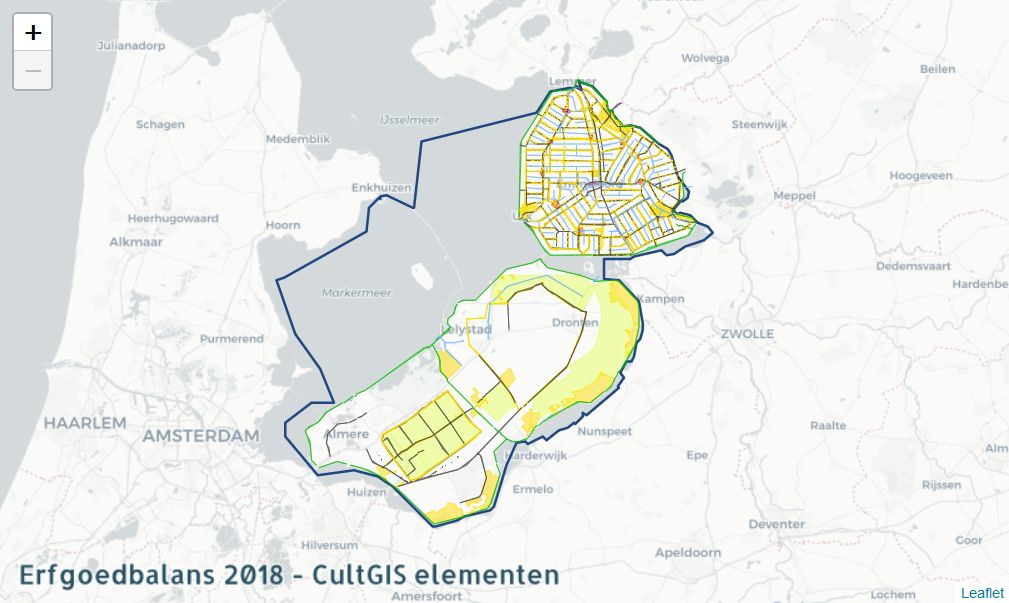 +
−
Julianadorp
Lemmer
Wolvega
Beilen
Schagen
IJsselmeer
Medemblik
Steenwijk
Enkhuizen
Hoogeveen
Meppel
Heerhugowaard
Hoorn
Alkmaar
Dedemsvaart
Markermeer
Kampen
Hardenbe
Purmerend
Lelystad
Dronten
ZWOLLE
HAARLEM
AMSTERDAM
Almere
Nunspeet
Raalte
Harderwijk
Epe
Alm
Huizen
Ermelo
Rijssen
Deventer
Hilversum
Apeldoorn
Goor
Erfgoedbalans 2018 - CultGIS elementen
Amersfoort
Lochem
Leaflet